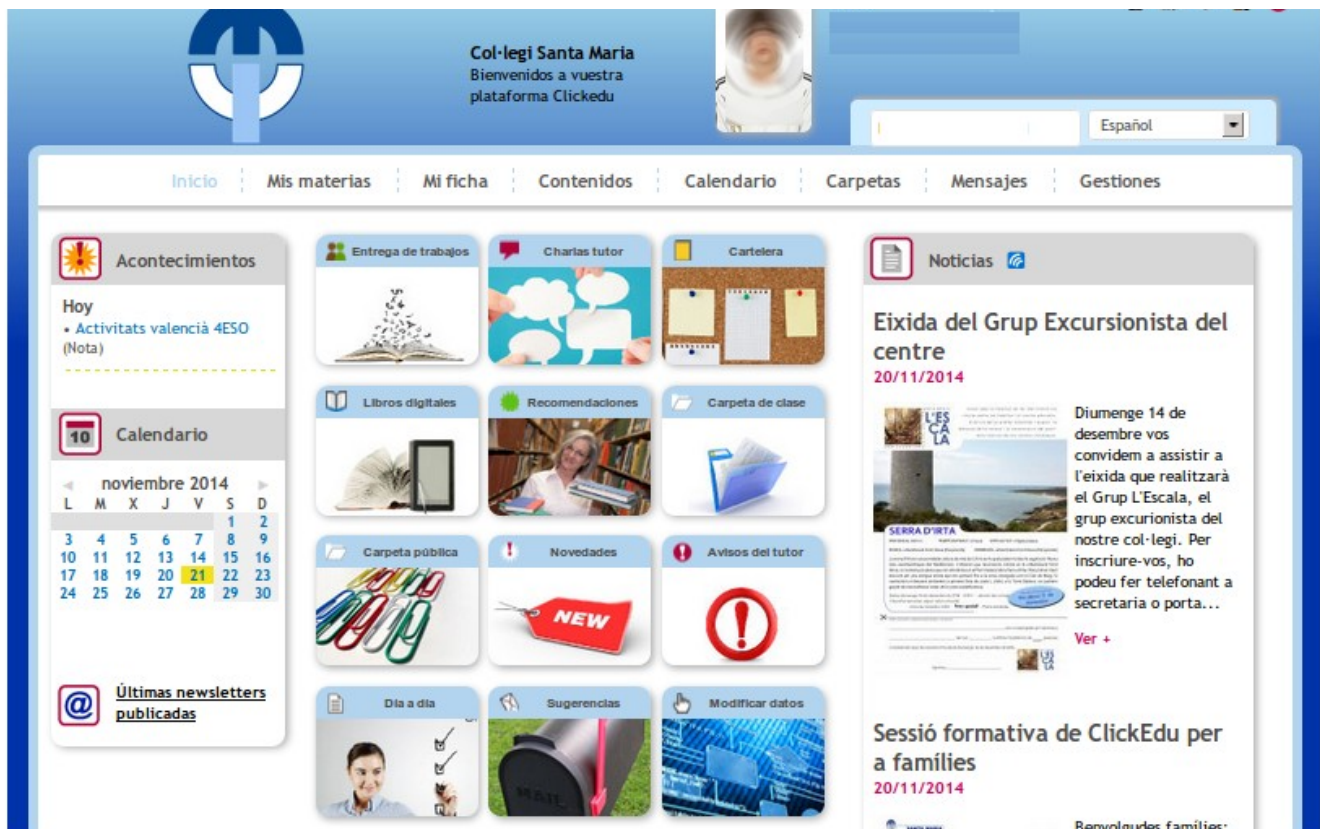 Col·legi Santa Maria
Bienvenidos a vuestra
plataforma Clickedu
Español
Inicio
Mis materias
Mi ficha
Contenidos
Calendario
Carpetas
Mensajes
Gestiones
Acontecimientos
Hoy
• Activitats valencià 4ESO
(Nota)
10 Calendario
noviembre 2014
L M X J V S D
1 2
3 4 5 6 7 8 9
10 11 12 13 14 15 16
17 18 19 20 21 22 23
24 25 26 27 28 29 30
@ Últimas newsletters
publicadas
Entrega de trabajos
Charlas tutor
Cartelera
Libros digitales
Recomendaciones
Carpeta de clase
Carpeta pública
Novedades
Avisos del tutor
NEW
Dia a dia
Sugerencias
Modificar datos
MAIL
Noticias
Eixida del Grup Excursionista del
centre
20/11/2014
L'ES
CA
LA
SERRA D'IRTA
Diumenge 14 de
desembre vos
convidem a assistir a
l'eixida que realitzarà
el Grup L'Escala, el
grup excurionista del
nostre col·legi. Per
inscriure-vos, ho
podeu fer telefonant a
secretaria o porta...
Ver +
Sessió formativa de ClickEdu per
a famílies
20/11/2014
Benvolgudes famílies: